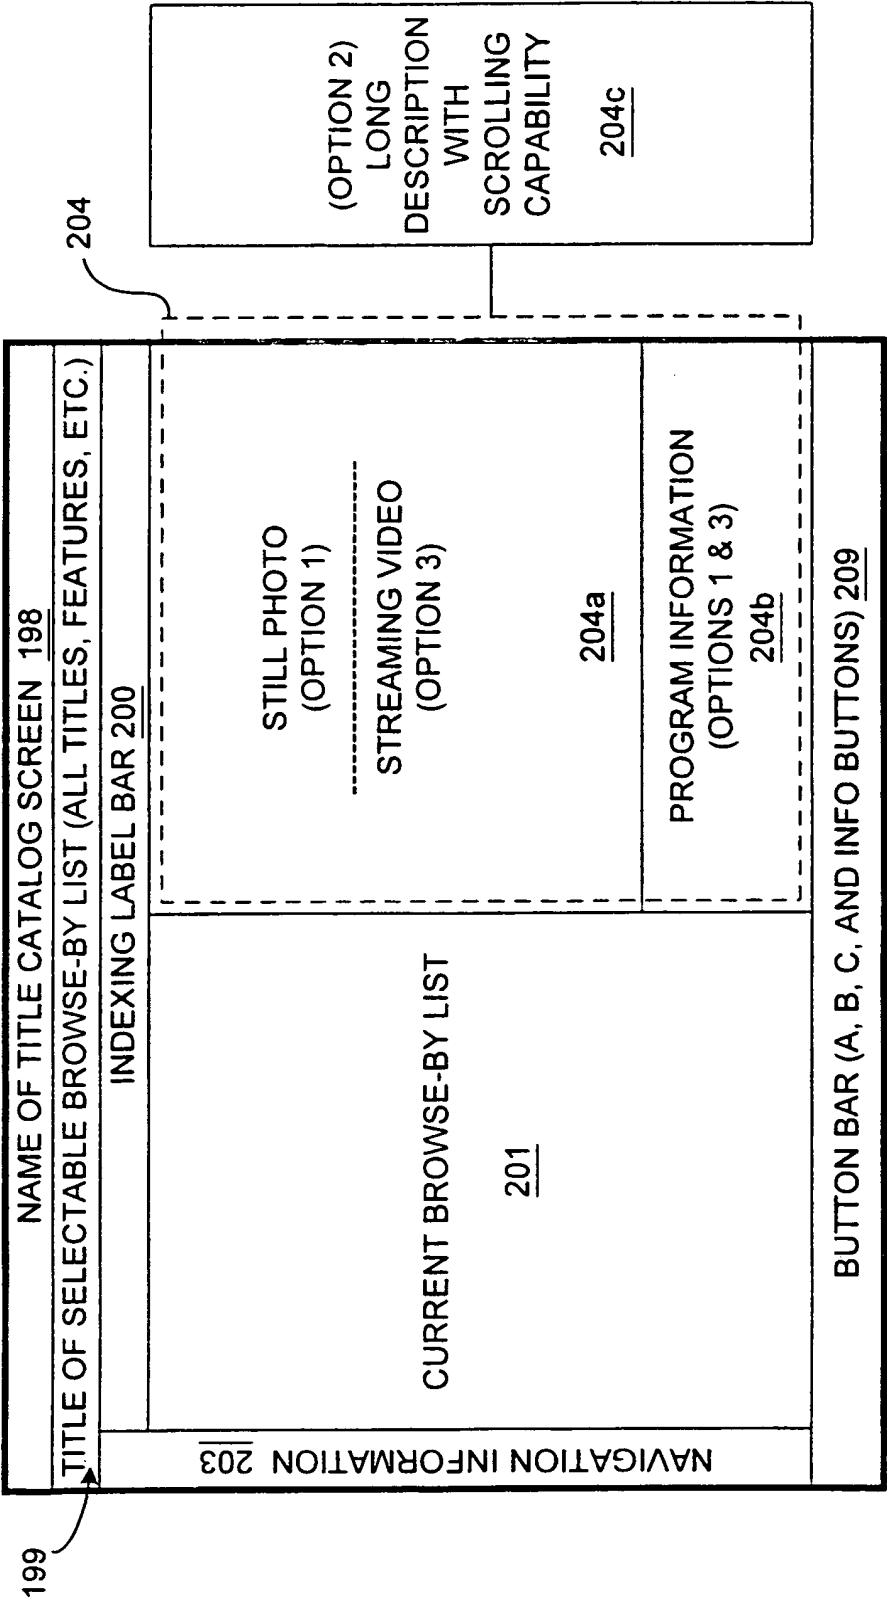 NAME OF TITLE CATALOG SCREEN 198
199
TITLE OF SELECTABLE BROWSE-BY LIST (ALL TITLES, FEATURES, ETC.)
INDEXING LABEL BAR 200
204
NAVIGATION INFORMATION 203
CURRENT BROWSE-BY LIST
201
STILL PHOTO
(OPTION 1)
STREAMING VIDEO
(OPTION 3)
204a
PROGRAM INFORMATION
(OPTIONS 1 & 3)
204b
(OPTION 2)
LONG
DESCRIPTION
WITH
SCROLLING
CAPABILITY
204c
BUTTON BAR (A, B, C, AND INFO BUTTONS) 209